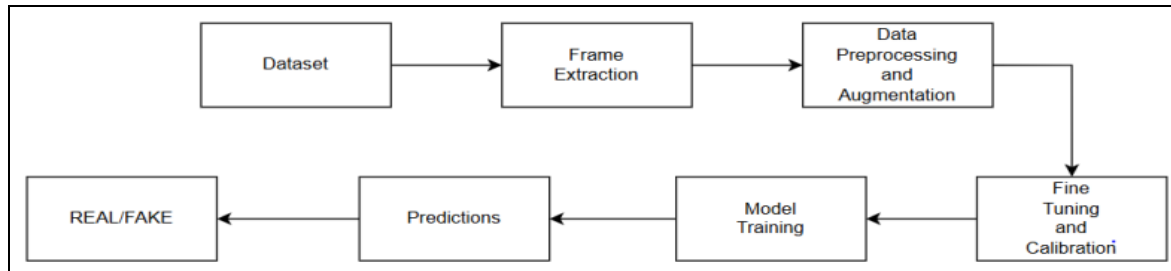 Dataset
Frame
Extraction
Data
Preprocessing
and
Augmentation
Fine
Tuning
and
Calibration
Model
Training
Predictions
REAL/FAKE